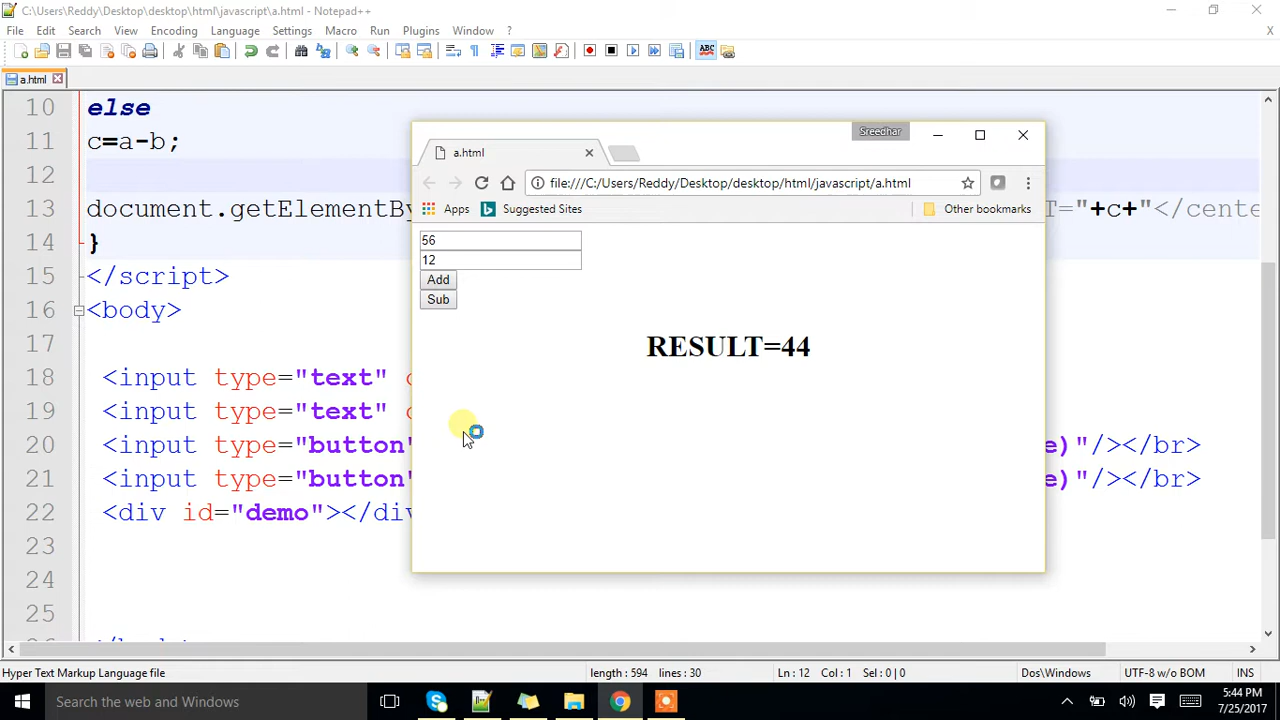 C:\Users\Reddy\Desktop\desktop\html\javascript\a.html - Notepad++
File Edit Search View Encoding Language Settings Macro Run Plugins Window ? X
ABC
a.html
10 else
11 c=a-b;
12
13 document.getElementBy T="+c+"</cente
14 }
15 </script>
16 <body>
17
18 <input type="text"
19 <input type="text"
20 <input type="button" e)"/></br>
21 <input type="button" e)"/></br>
22 <div id="demo"></div
23
24
25
Sreedhar
a.html
file:///C:/Users/Reddy/Desktop/desktop/html/javascript/a.html
Apps Suggested Sites Other bookmarks
56
12
Add
Sub
RESULT=44
Hyper Text Markup Language file length : 594 lines : 30 Ln : 12 Col : 1 Sel : 0 | 0 Dos\Windows UTF-8 w/o BOM INS
Search the web and Windows
5:44 PM
7/25/2017